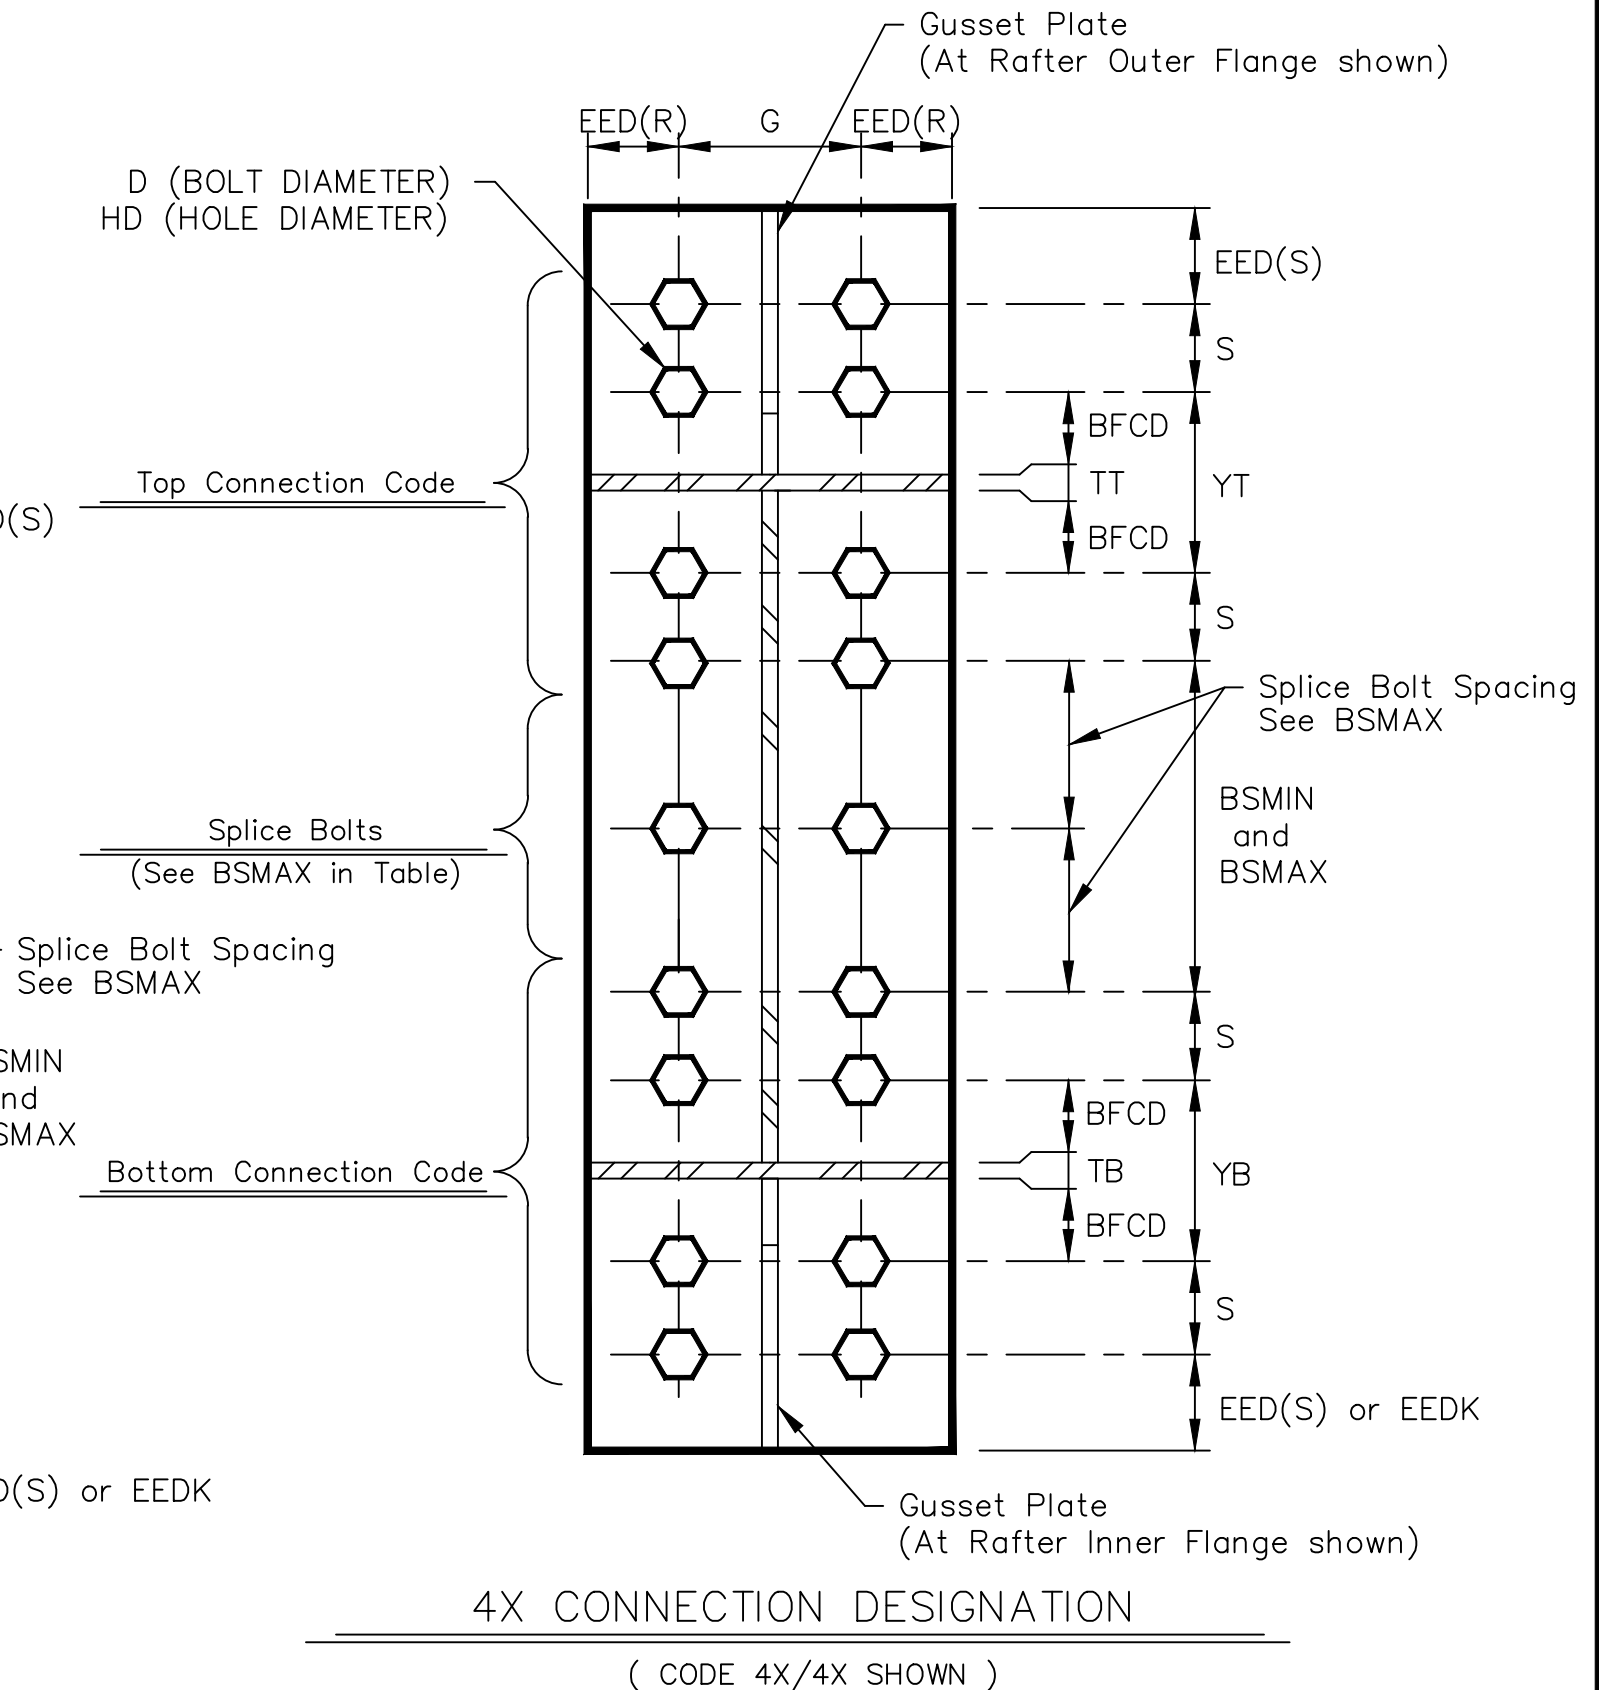 Gusset Plate
(At Rafter Outer Flange shown)
EED(R) G EED(R)
D (BOLT DIAMETER)
HD (HOLE DIAMETER)
EED(S)
S
BFCD
Top Connection Code
TT
YT
D(S)
BFCD
S
Splice Bolt Spacing
See BSMAX
BSMIN
and
BSMAX
Splice Bolts
(See BSMAX in Table)
Splice Bolt Spacing
See BSMAX
S
SMIN
nd
SMAX
BFCD
Bottom Connection Code
TB
YB
BFCD
S
EED(S) or EEDK
D(S) or EEDK
Gusset Plate
(At Rafter Inner Flange shown)
4X CONNECTION DESIGNATION
( CODE 4X/4X SHOWN )